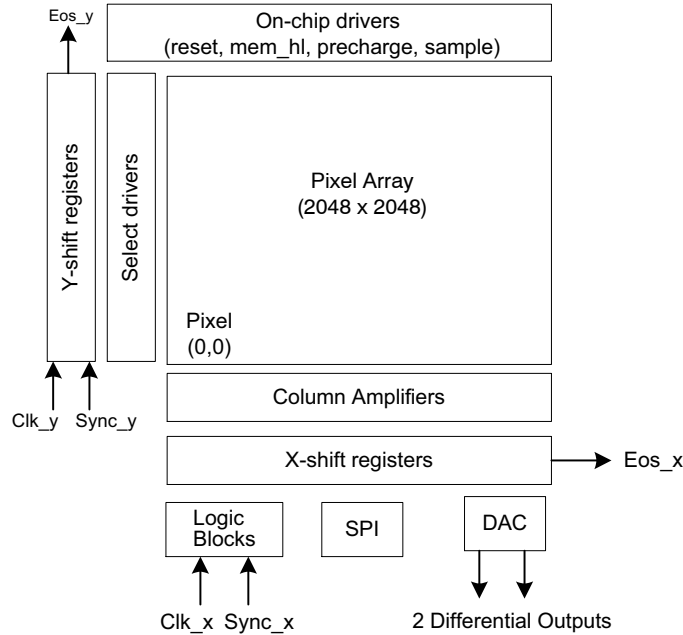 Eos_y
On-chip drivers
(reset, mem_hl, precharge, sample)
Y-shift registers
Select drivers
Pixel Array
(2048 x 2048)
Pixel
(0,0)
Clk_y
Sync_y
Column Amplifiers
X-shift registers
Eos_x
Logic
Blocks
SPI
DAC
Clk_x
Sync_x
2 Differential Outputs